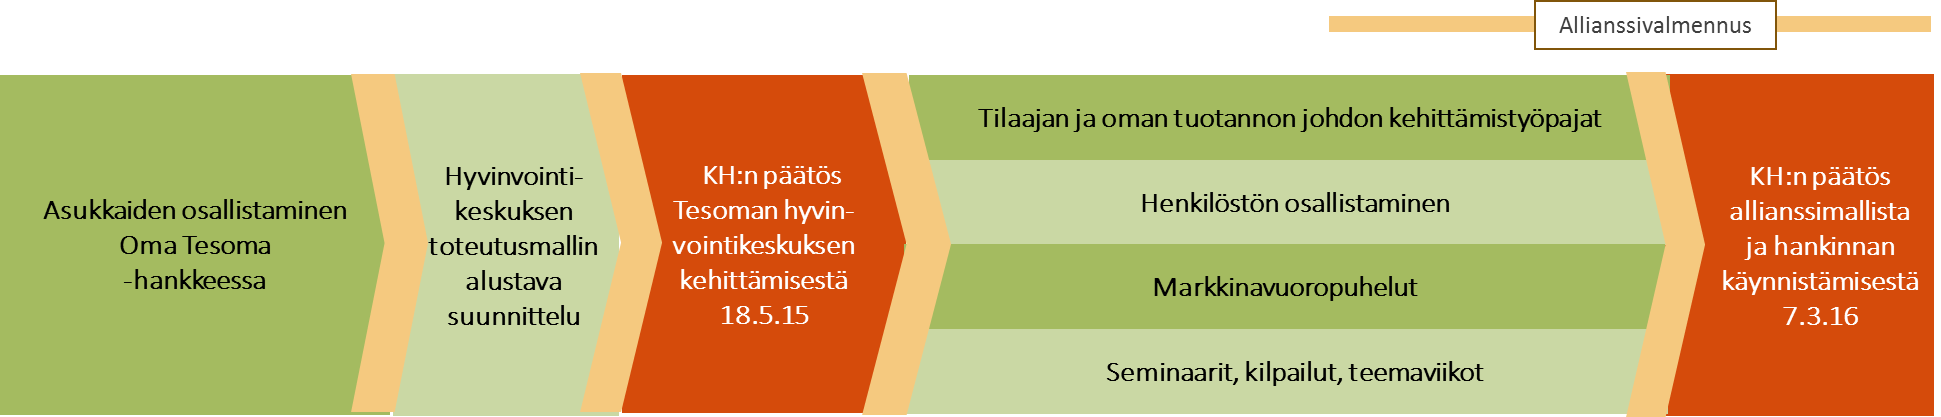 Allianssivalmennus
Asukkaiden osallistaminen
Oma Tesoma
-hankkeessa
Hyvinvointi-
keskuksen
toteutusmallin
alustava
suunnittelu
KH:n päätös
Tesoman hyvin-
vointikeskuksen
kehittämisestä
18.5.15
Tilaajan ja oman tuotannon johdon kehittämistyöpajat
Henkilöstön osallistaminen
Markkinavuoropuhelut
Seminaarit, kilpailut, teemaviikot
KH:n päätös
allianssimallista
ja hankinnan
käynnistämisestä
7.3.16